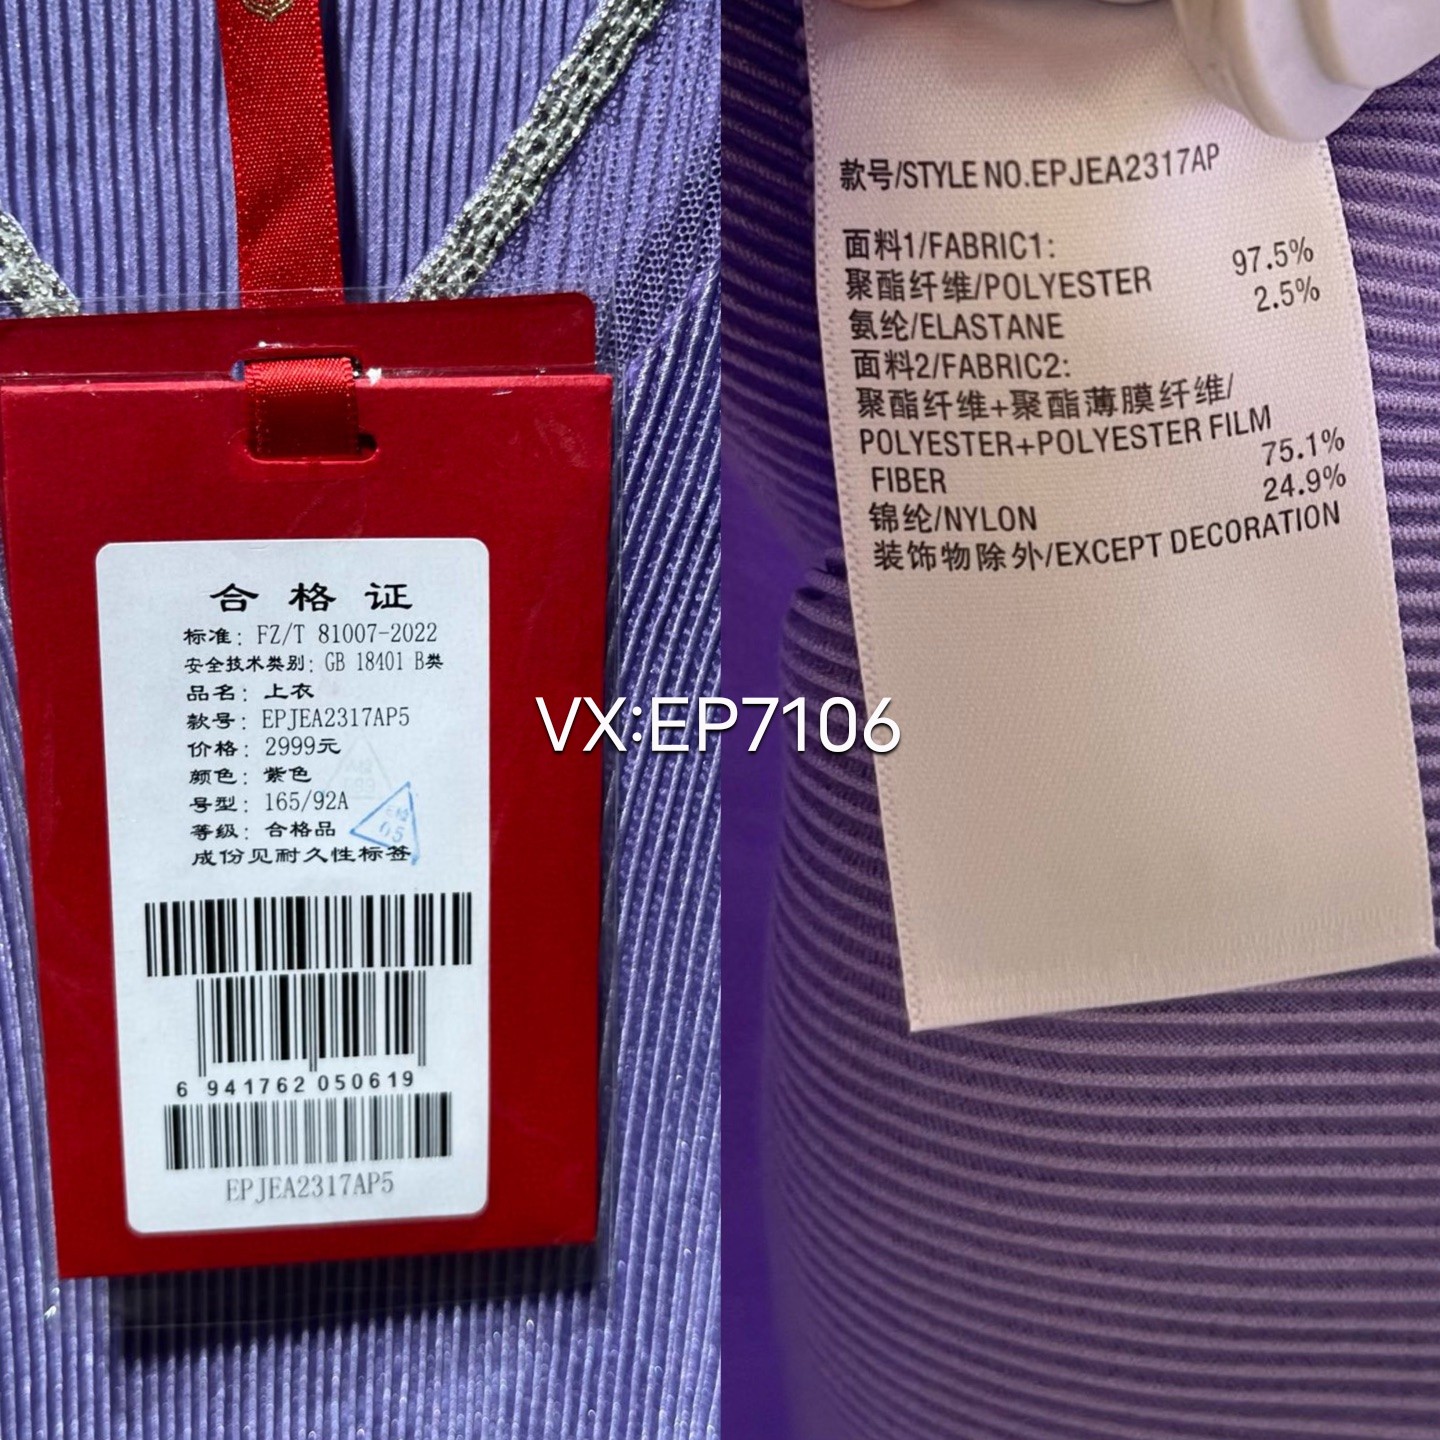 合格证
标准: FZ/T 81007-2022
安全技术类别: GB 18401 B类
品名: 上衣
款号: EPJEA2317AP5
价格: 2999元
颜色: 紫色
号型: 165/92A
等级: 合格品
成份见耐久性标签
6 941762 050619
EPJEA2317AP5
VX:EP7106
款号/STYLE NO.EPJEA2317AP
面料1/FABRIC1:
聚酯纤维/POLYESTER 97.5%
氨纶/ELASTANE 2.5%
面料2/FABRIC2:
聚酯纤维+聚酯薄膜纤维/
POLYESTER+POLYESTER FILM
FIBER 75.1%
锦纶/NYLON 24.9%
装饰物除外/EXCEPT DECORATION